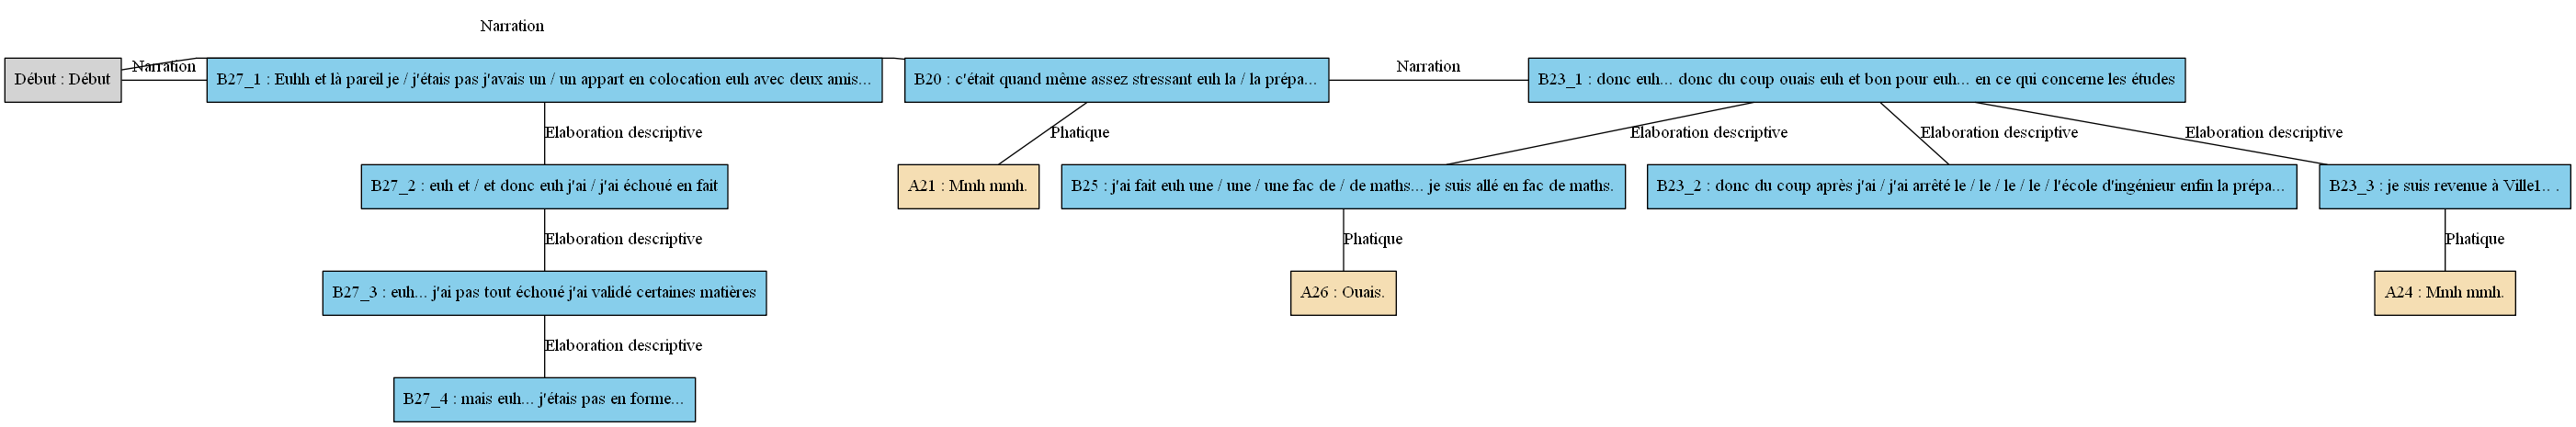 Narration
Début : Début
Narration
B27_1 : Euhh et là pareil je / j'étais pas j'avais un / un appart en colocation euh avec deux amis...
B20 : c'était quand même assez stressant euh la / la prépa...
Narration
B23_1 : donc euh... donc du coup ouais euh et bon pour euh... en ce qui concerne les études
Elaboration descriptive
Phatique
Elaboration descriptive
Elaboration descriptive
Elaboration descriptive
B27_2 : euh et / et donc euh j'ai / j'ai échoué en fait
A21 : Mmh mmh.
B25 : j'ai fait euh une / une / une fac de / de maths... je suis allé en fac de maths.
B23_2 : donc du coup après j'ai / j'ai arrêté le / le / le / le / l'école d'ingénieur enfin la prépa...
B23_3 : je suis revenue à Ville1.. .
Elaboration descriptive
Phatique
Phatique
B27_3 : euh... j'ai pas tout échoué j'ai validé certaines matières
A26 : Ouais.
A24 : Mmh mmh.
Elaboration descriptive
B27_4 : mais euh... j'étais pas en forme...